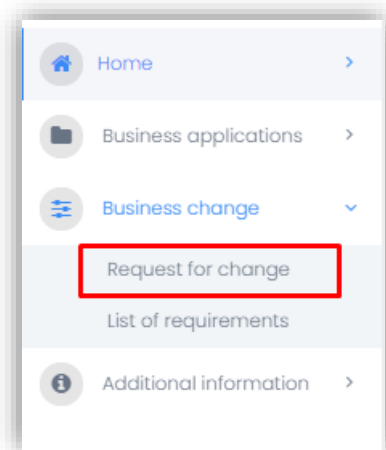 Home
Business applications
Business change
Request for change
List of requirements
Additional information